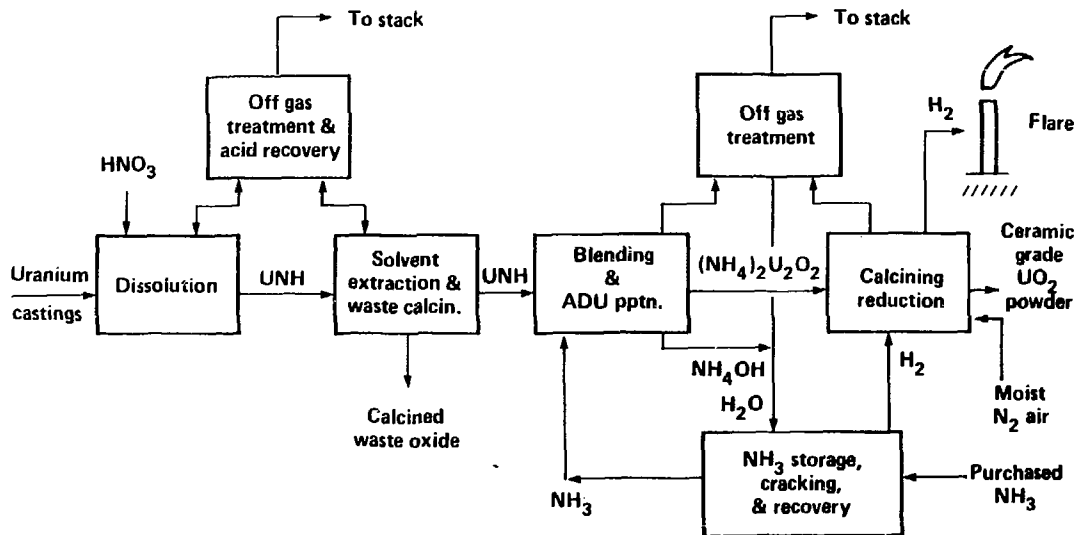 To stack
To stack
Off gas
treatment &
acid recovery
Off gas
treatment
H2
Flare
HNO3
Uranium
castings
Dissolution
UNH
Solvent
extraction &
waste calcin.
UNH
Blending
&
ADU pptn.
(NH4)2U2O2
Calcining
reduction
Ceramic
grade
UO2
powder
NH4OH
H2O
H2
Moist
N2 air
Calcined
waste oxide
NH3
NH3 storage,
cracking,
& recovery
Purchased
NH3